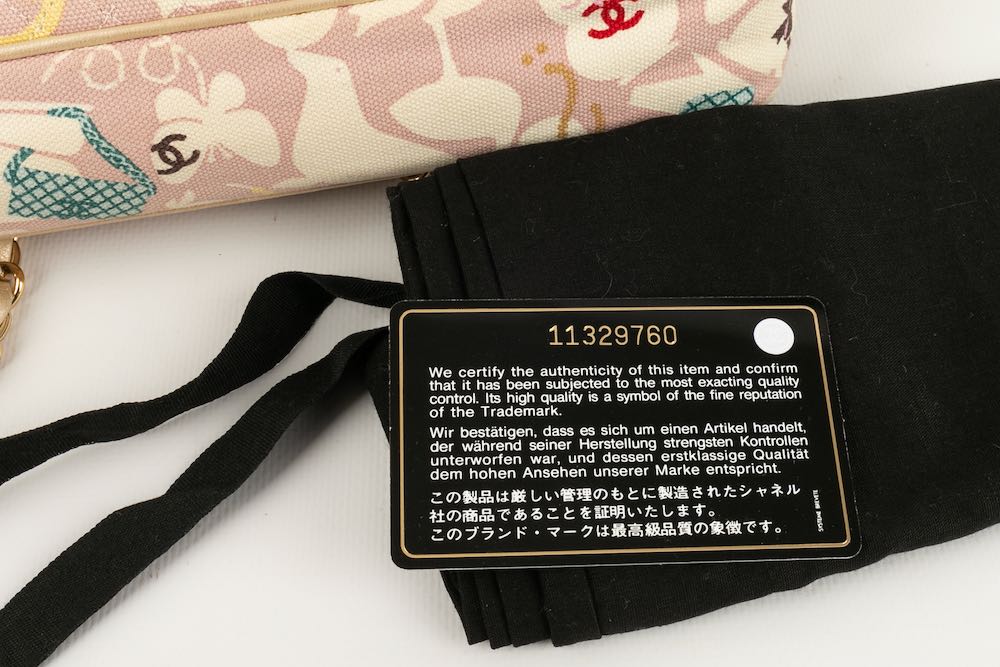 11329760
We certify the authenticity of this item and confirm
that it has been subjected to the most exacting quality
control. Its high quality is a symbol of the fine reputation
of the Trademark.
Wir bestätigen, dass es sich um einen Artikel handelt,
der während seiner Herstellung strengsten Kontrollen
unterworfen war, und dessen erstklassige Qualität
dem hohen Ansehen unserer Marke entspricht.
この製品は厳しい管理のもとに製造されたシャネル
社の商品であることを証明いたします。
このブランド・マークは最高級品質の象徴です。